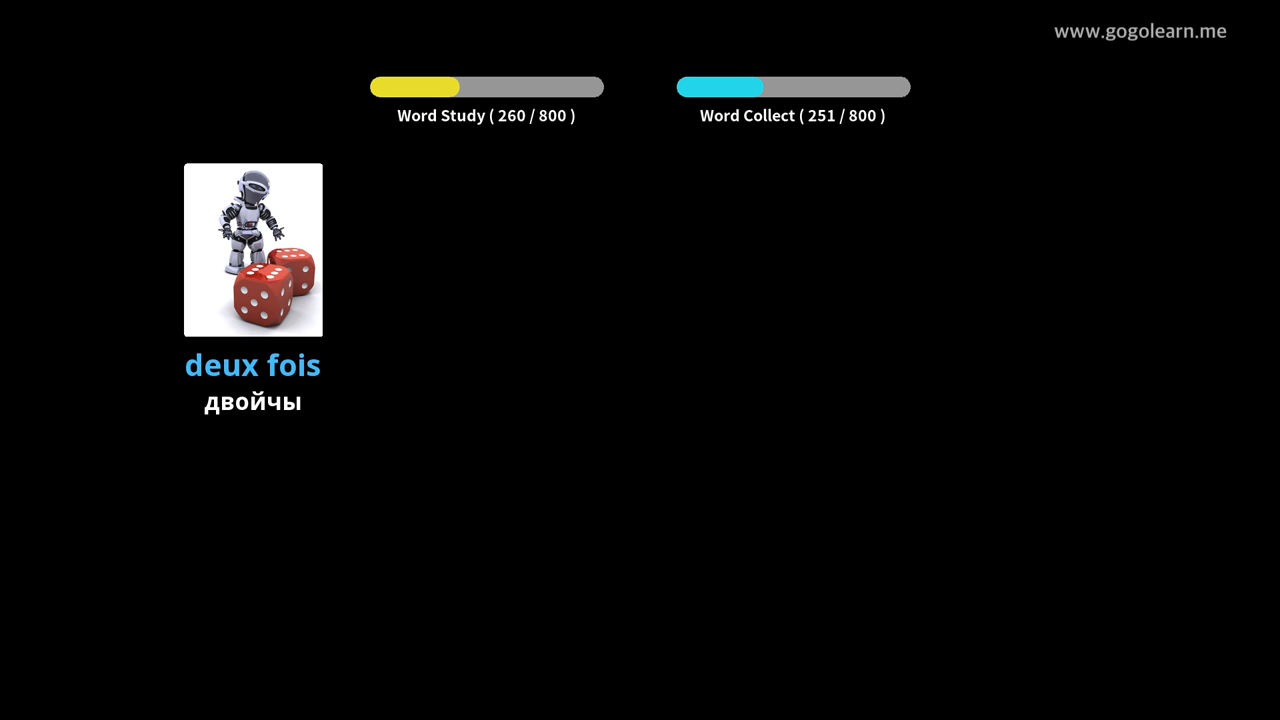 www.gogolearn.me
Word Study ( 260 / 800 )
Word Collect ( 251 / 800 )
deux fois
двойчы